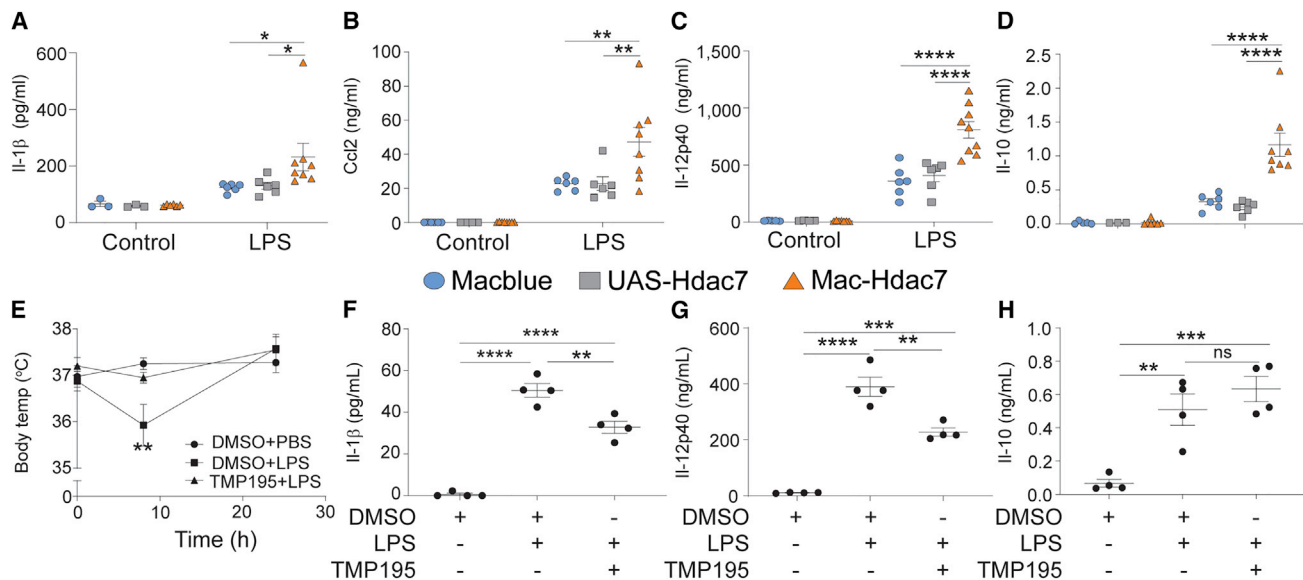 A
Il-1β (pg/ml)
600
400
200
0
*
*
Control
LPS
B
Ccl2 (ng/ml)
100
80
60
40
20
0
**
**
Control
LPS
C
Il-12p40 (ng/ml)
1,500
1,000
500
0
****
****
Control
LPS
D
Il-10 (ng/ml)
2.5
2.0
1.5
1.0
0.5
0.0
****
****
Macblue UAS-Hdac7 Mac-Hdac7
E
Body temp (°C)
38
37
36
35
0
**
DMSO+PBS
DMSO+LPS
TMP195+LPS
0 10 20 30
Time (h)
F
Il-1β (pg/mL)
80
60
40
20
0
****
**** **
DMSO + + -
LPS - + +
TMP195 - - +
G
Il-12p40 (ng/mL)
600
400
200
0
***
**** **
DMSO + + -
LPS - + +
TMP195 - - +
H
Il-10 (ng/mL)
1.0
0.8
0.6
0.4
0.2
0.0
***
** ns
DMSO + + -
LPS - + +
TMP195 - - +